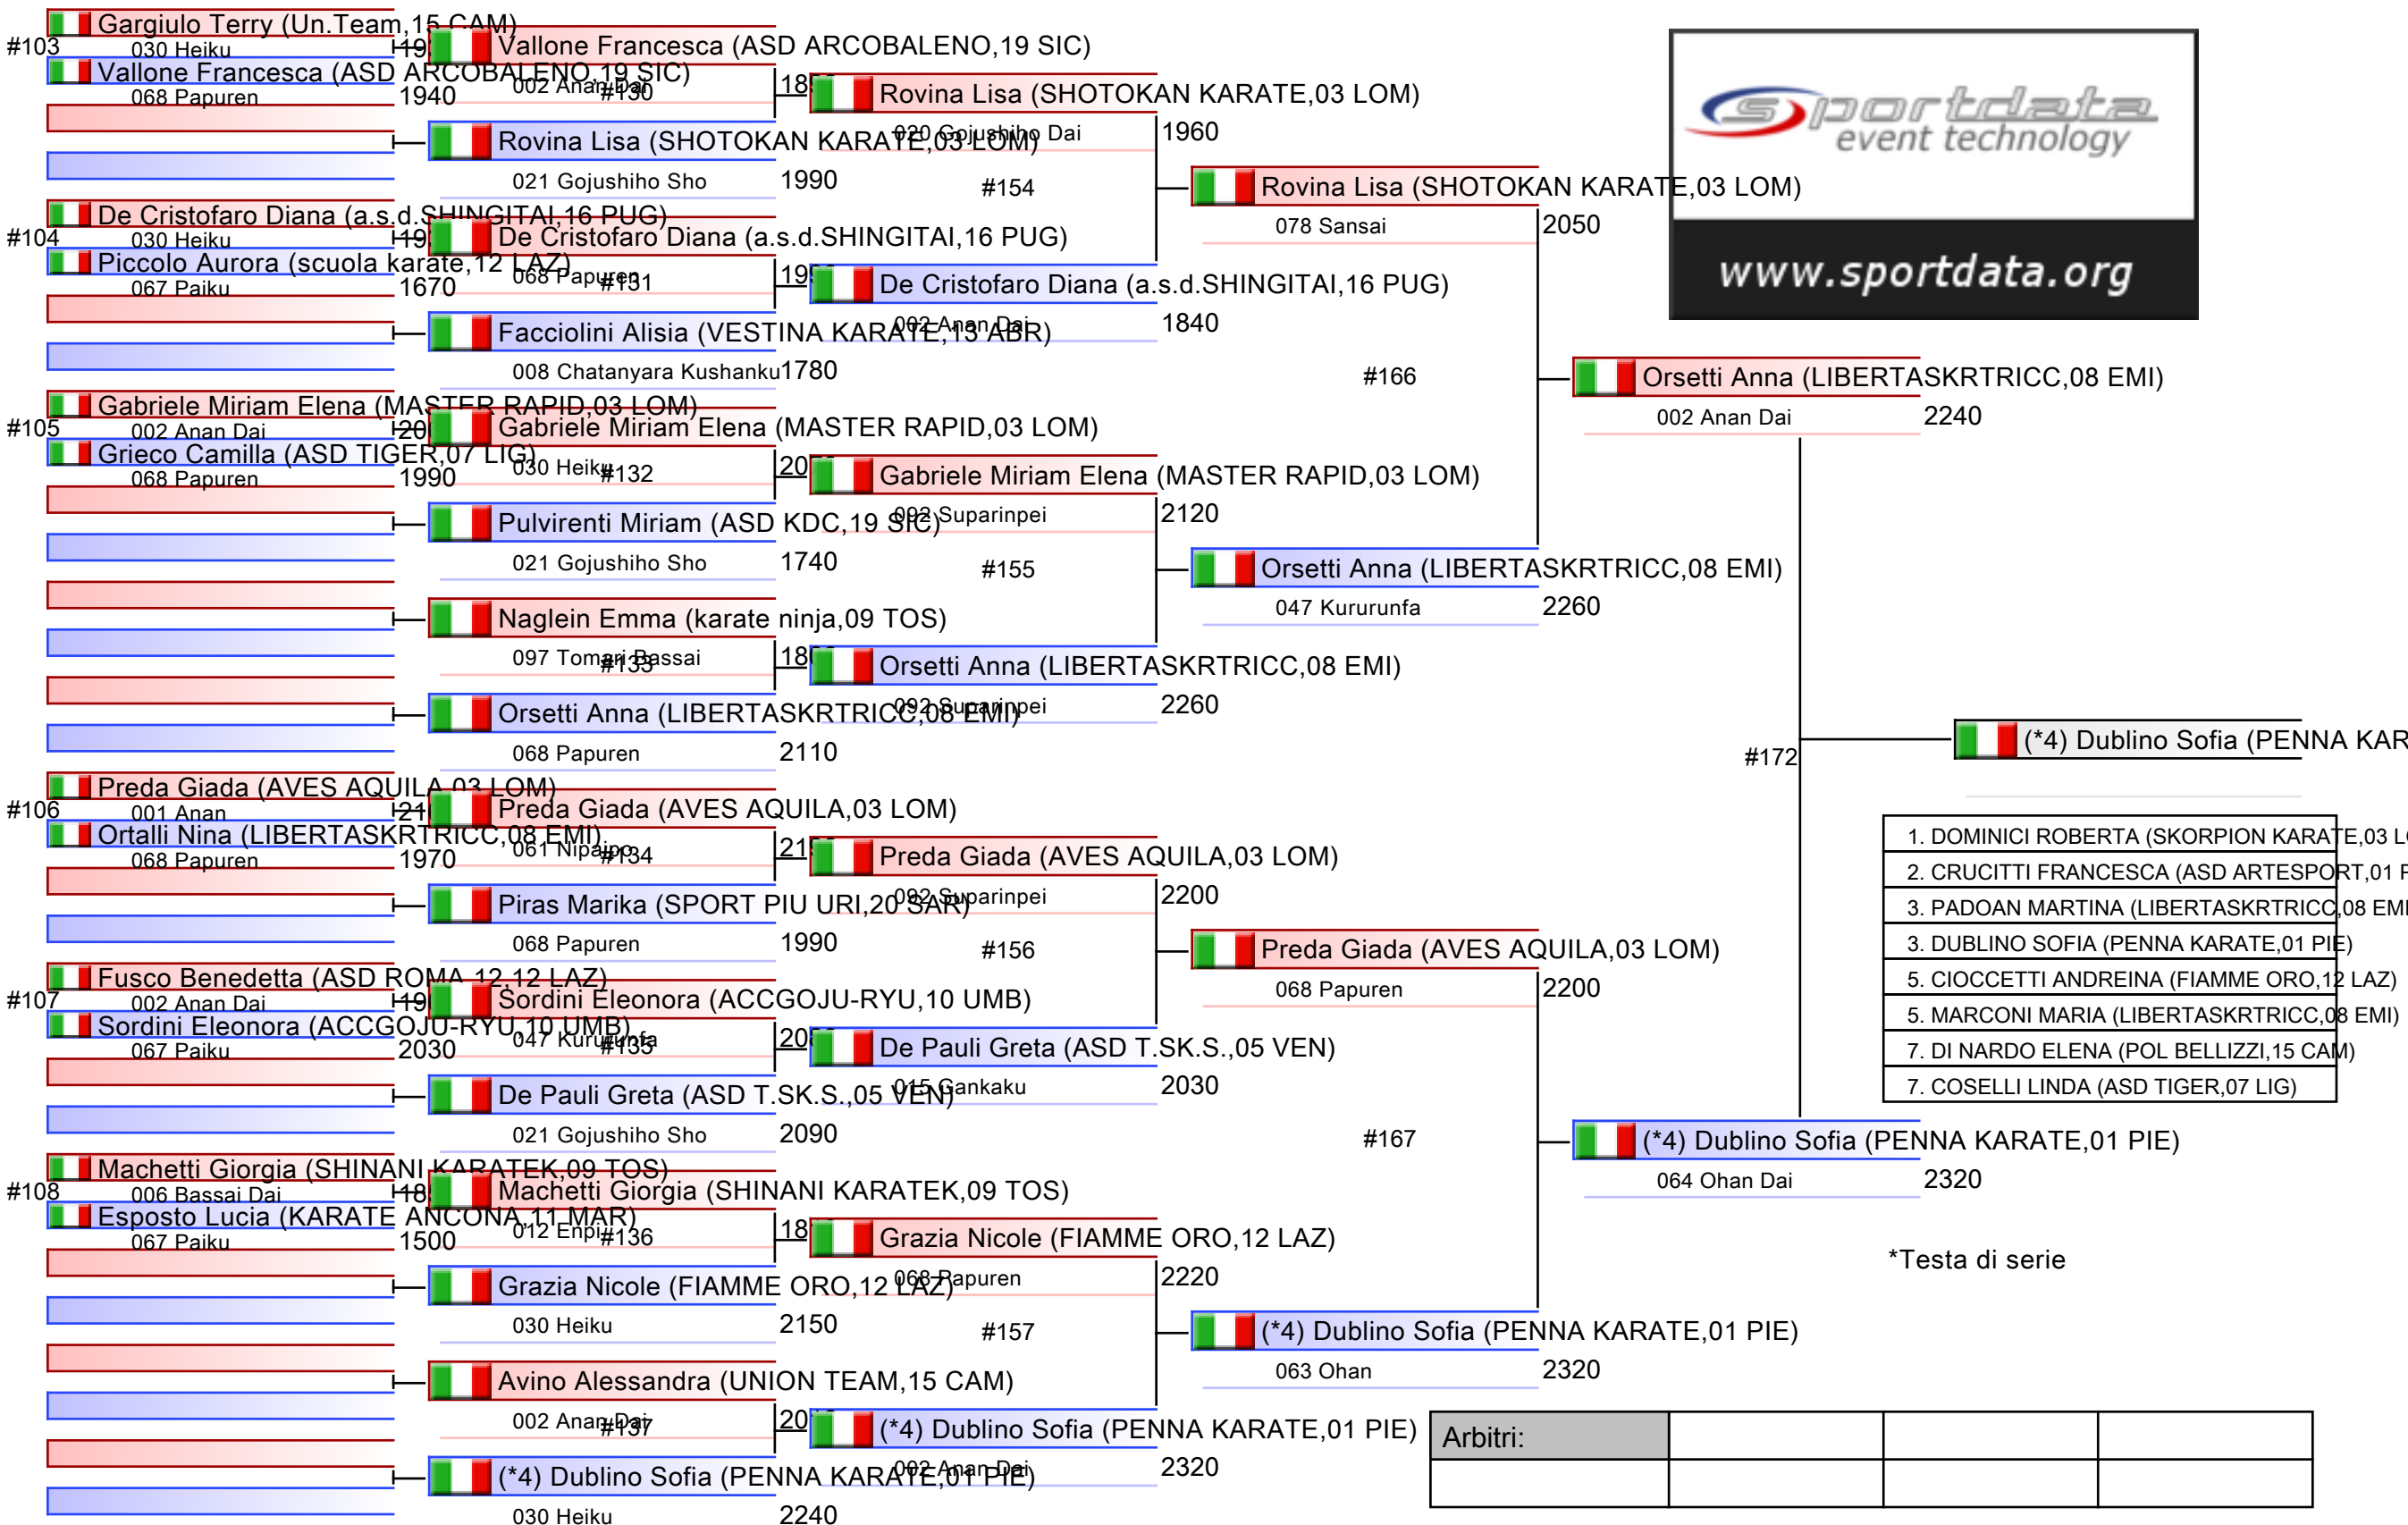 #103
Gargiulo Terry (Un.Team,15 CAM)
030 Heiku
Vallone Francesca (ASD ARCOBALENO,19 SIC)
068 Papuren
1940
#104
De Cristofaro Diana (a.s.d.SHINGITAI,16 PUG)
030 Heiku
Piccolo Aurora (scuola karate,12 LAZ)
067 Paiku
1670
#105
Gabriele Miriam Elena (MASTER RAPID,03 LOM)
002 Anan Dai
Grieco Camilla (ASD TIGER,07 LIG)
068 Papuren
1990
#106
Preda Giada (AVES AQUILA,03 LOM)
001 Anan
Ortalli Nina (LIBERTASKRTRICC,08 EMI)
068 Papuren
1970
#107
Fusco Benedetta (ASD ROMA 12,12 LAZ)
002 Anan Dai
Sordini Eleonora (ACCGOJU-RYU,10 UMB)
067 Paiku
2030
#108
Machetti Giorgia (SHINANI KARATEK,09 TOS)
006 Bassai Dai
Esposto Lucia (KARATE ANCONA,11 MAR)
067 Paiku
1500
Vallone Francesca (ASD ARCOBALENO,19 SIC)
002 Anan Dai
#130
Rovina Lisa (SHOTOKAN KARATE,03 LOM)
021 Gojushiho Sho
1990
De Cristofaro Diana (a.s.d.SHINGITAI,16 PUG)
068 Papuren
#131
Facciolini Alisia (VESTINA KARATE,13 ABR)
008 Chatanyara Kushanku
1780
Gabriele Miriam Elena (MASTER RAPID,03 LOM)
030 Heiku
#132
Pulvirenti Miriam (ASD KDC,19 SIC)
021 Gojushiho Sho
1740
Naglein Emma (karate ninja,09 TOS)
097 Tomari Bassai
#133
Orsetti Anna (LIBERTASKRTRICC,08 EMI)
068 Papuren
2110
Preda Giada (AVES AQUILA,03 LOM)
061 Nipaipo
#134
Piras Marika (SPORT PIU URI,20 SAR)
068 Papuren
1990
Sordini Eleonora (ACCGOJU-RYU,10 UMB)
047 Kururunfa
#135
De Pauli Greta (ASD T.SK.S.,05 VEN)
021 Gojushiho Sho
2090
Machetti Giorgia (SHINANI KARATEK,09 TOS)
012 Enpi
#136
Grazia Nicole (FIAMME ORO,12 LAZ)
030 Heiku
2150
Avino Alessandra (UNION TEAM,15 CAM)
002 Anan Dai
#137
(*4) Dublino Sofia (PENNA KARATE,01 PIE)
030 Heiku
2240
Rovina Lisa (SHOTOKAN KARATE,03 LOM)
020 Gojushiho Dai
1960
#154
De Cristofaro Diana (a.s.d.SHINGITAI,16 PUG)
002 Anan Dai
1840
Gabriele Miriam Elena (MASTER RAPID,03 LOM)
092 Suparinpei
2120
#155
Orsetti Anna (LIBERTASKRTRICC,08 EMI)
092 Suparinpei
2260
Preda Giada (AVES AQUILA,03 LOM)
092 Suparinpei
2200
#156
De Pauli Greta (ASD T.SK.S.,05 VEN)
015 Gankaku
2030
Grazia Nicole (FIAMME ORO,12 LAZ)
068 Papuren
2220
#157
(*4) Dublino Sofia (PENNA KARATE,01 PIE)
002 Anan Dai
2320
Rovina Lisa (SHOTOKAN KARATE,03 LOM)
078 Sansai
2050
#166
Orsetti Anna (LIBERTASKRTRICC,08 EMI)
047 Kururunfa
2260
Preda Giada (AVES AQUILA,03 LOM)
068 Papuren
2200
#167
(*4) Dublino Sofia (PENNA KARATE,01 PIE)
063 Ohan
2320
Orsetti Anna (LIBERTASKRTRICC,08 EMI)
002 Anan Dai
2240
#172
(*4) Dublino Sofia (PENNA KARATE,01 PIE)
064 Ohan Dai
2320
(*4) Dublino Sofia (PENNA KAR
sportdata
event technology
www.sportdata.org
1. DOMINICI ROBERTA (SKORPION KARATE,03 L
2. CRUCITTI FRANCESCA (ASD ARTESPORT,01
3. PADOAN MARTINA (LIBERTASKRTRICC,08 EMI
3. DUBLINO SOFIA (PENNA KARATE,01 PIE)
5. CIOCCETTI ANDREINA (FIAMME ORO,12 LAZ)
5. MARCONI MARIA (LIBERTASKRTRICC,08 EMI)
7. DI NARDO ELENA (POL BELLIZZI,15 CAM)
7. COSELLI LINDA (ASD TIGER,07 LIG)
*Testa di serie
Arbitri: